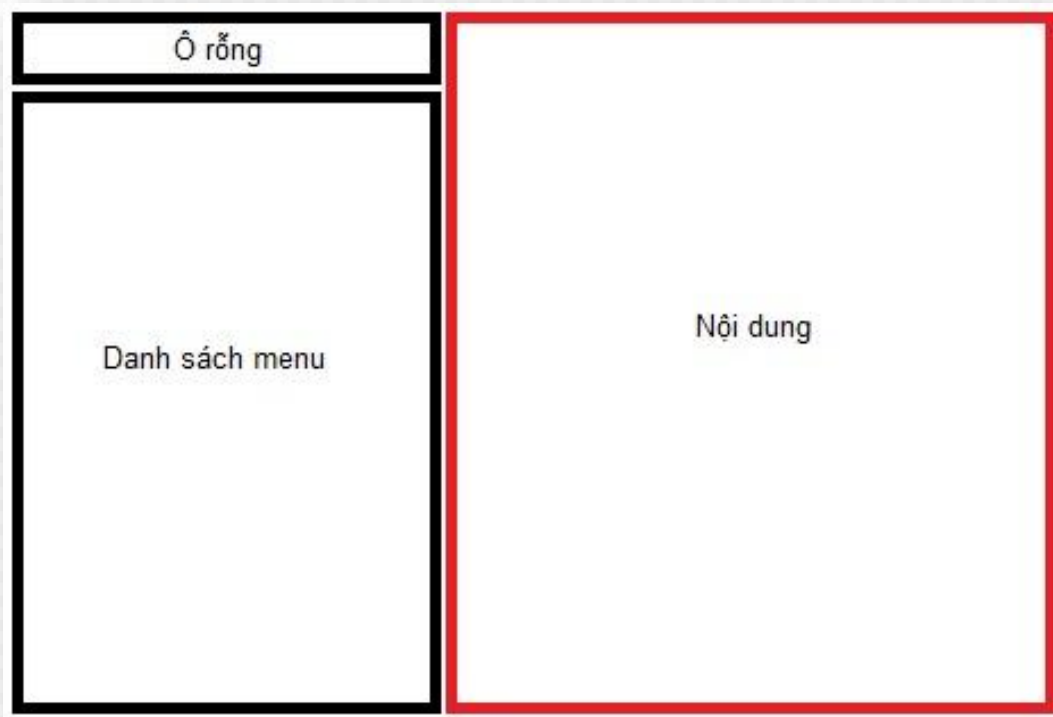 Ô rỗng
Danh sách menu
Nội dung